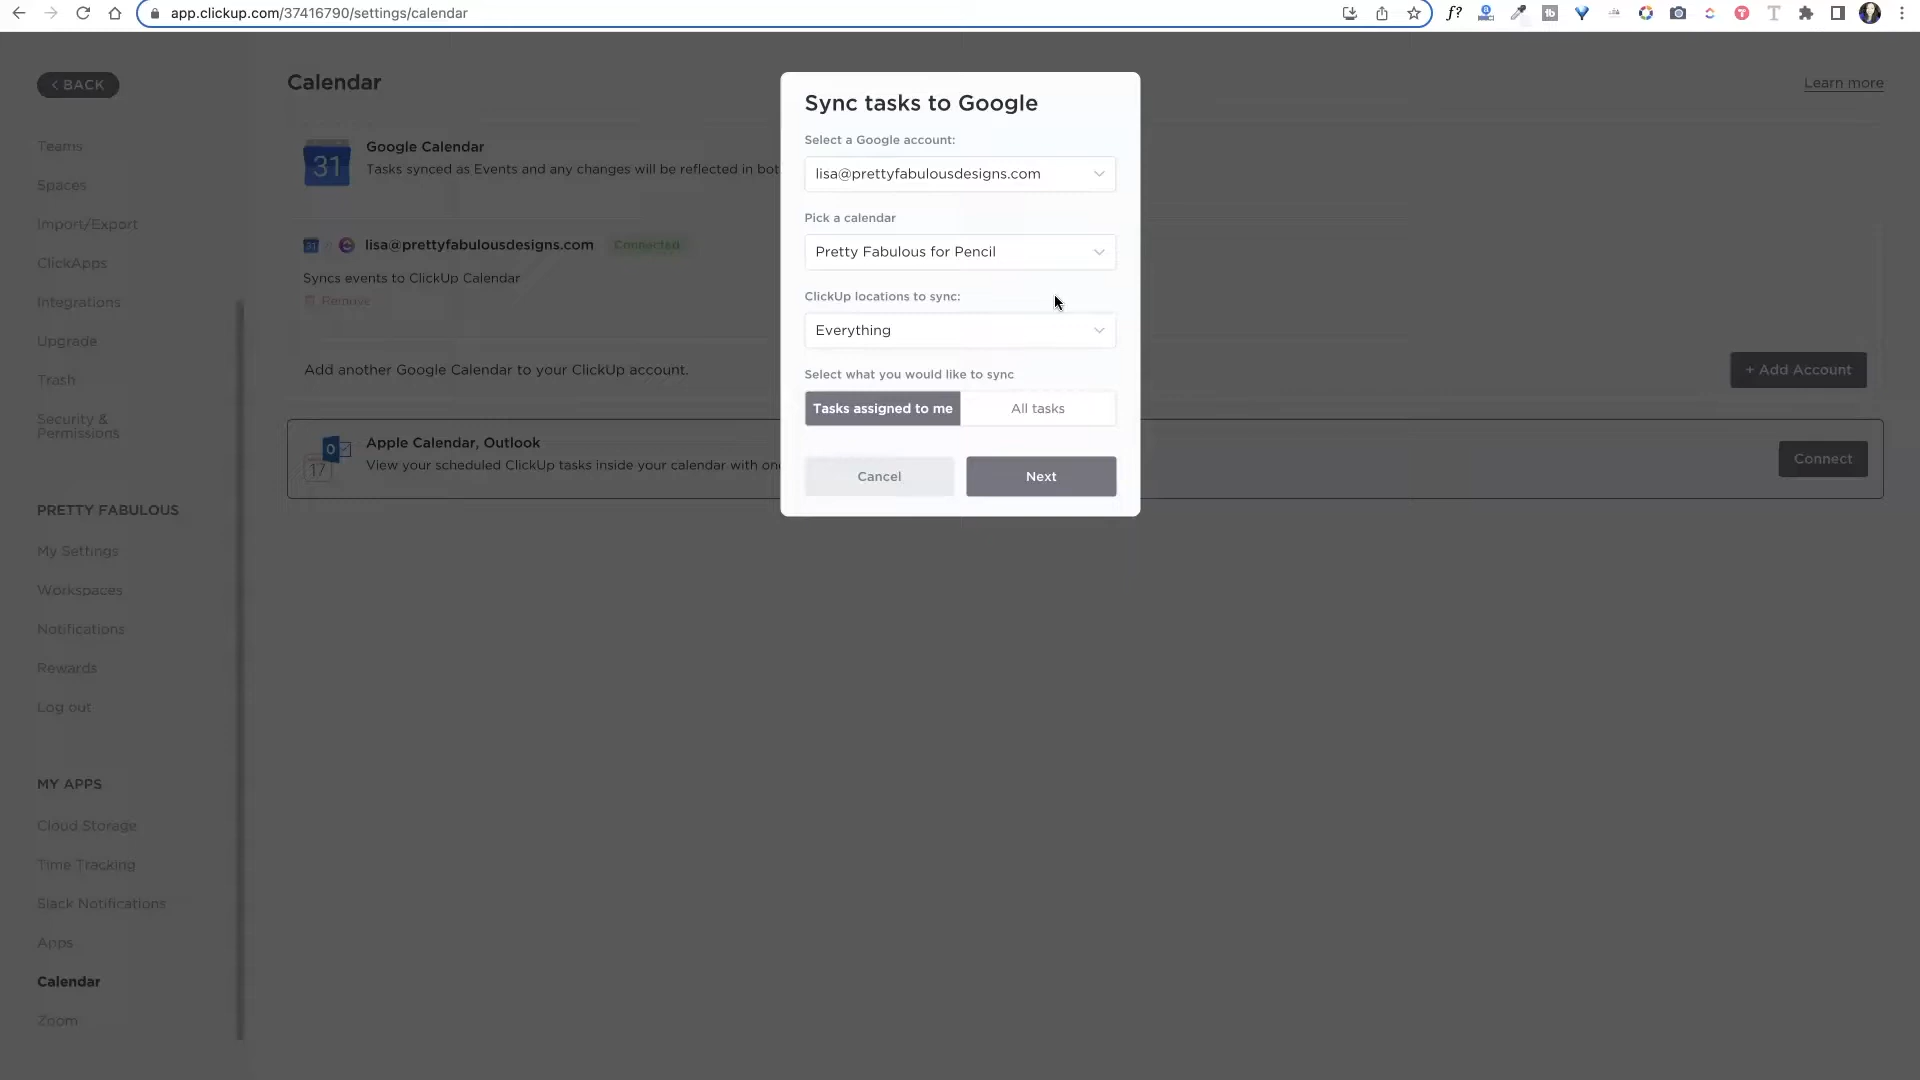 app.clickup.com/37416790/settings/calendar
f?
BACK
Calendar
Learn more
Teams
Spaces
Import/Export
ClickApps
Integrations
Upgrade
Trash
Security &
Permissions
PRETTY FABULOUS
My Settings
Workspaces
Notifications
Rewards
Log out
MY APPS
Cloud Storage
Time Tracking
Slack Notifications
Apps
Calendar
Zoom
31
Google Calendar
Tasks synced as Events and any changes will be reflected in bot
lisa@prettyfabulousdesigns.com Connected
Syncs events to ClickUp Calendar
Remove
Add another Google Calendar to your ClickUp account.
+ Add Account
17
Apple Calendar, Outlook
View your scheduled ClickUp tasks inside your calendar with on
Connect
Sync tasks to Google
Select a Google account:
lisa@prettyfabulousdesigns.com
Pick a calendar
Pretty Fabulous for Pencil
ClickUp locations to sync:
Everything
Select what you would like to sync
Tasks assigned to me
All tasks
Cancel
Next